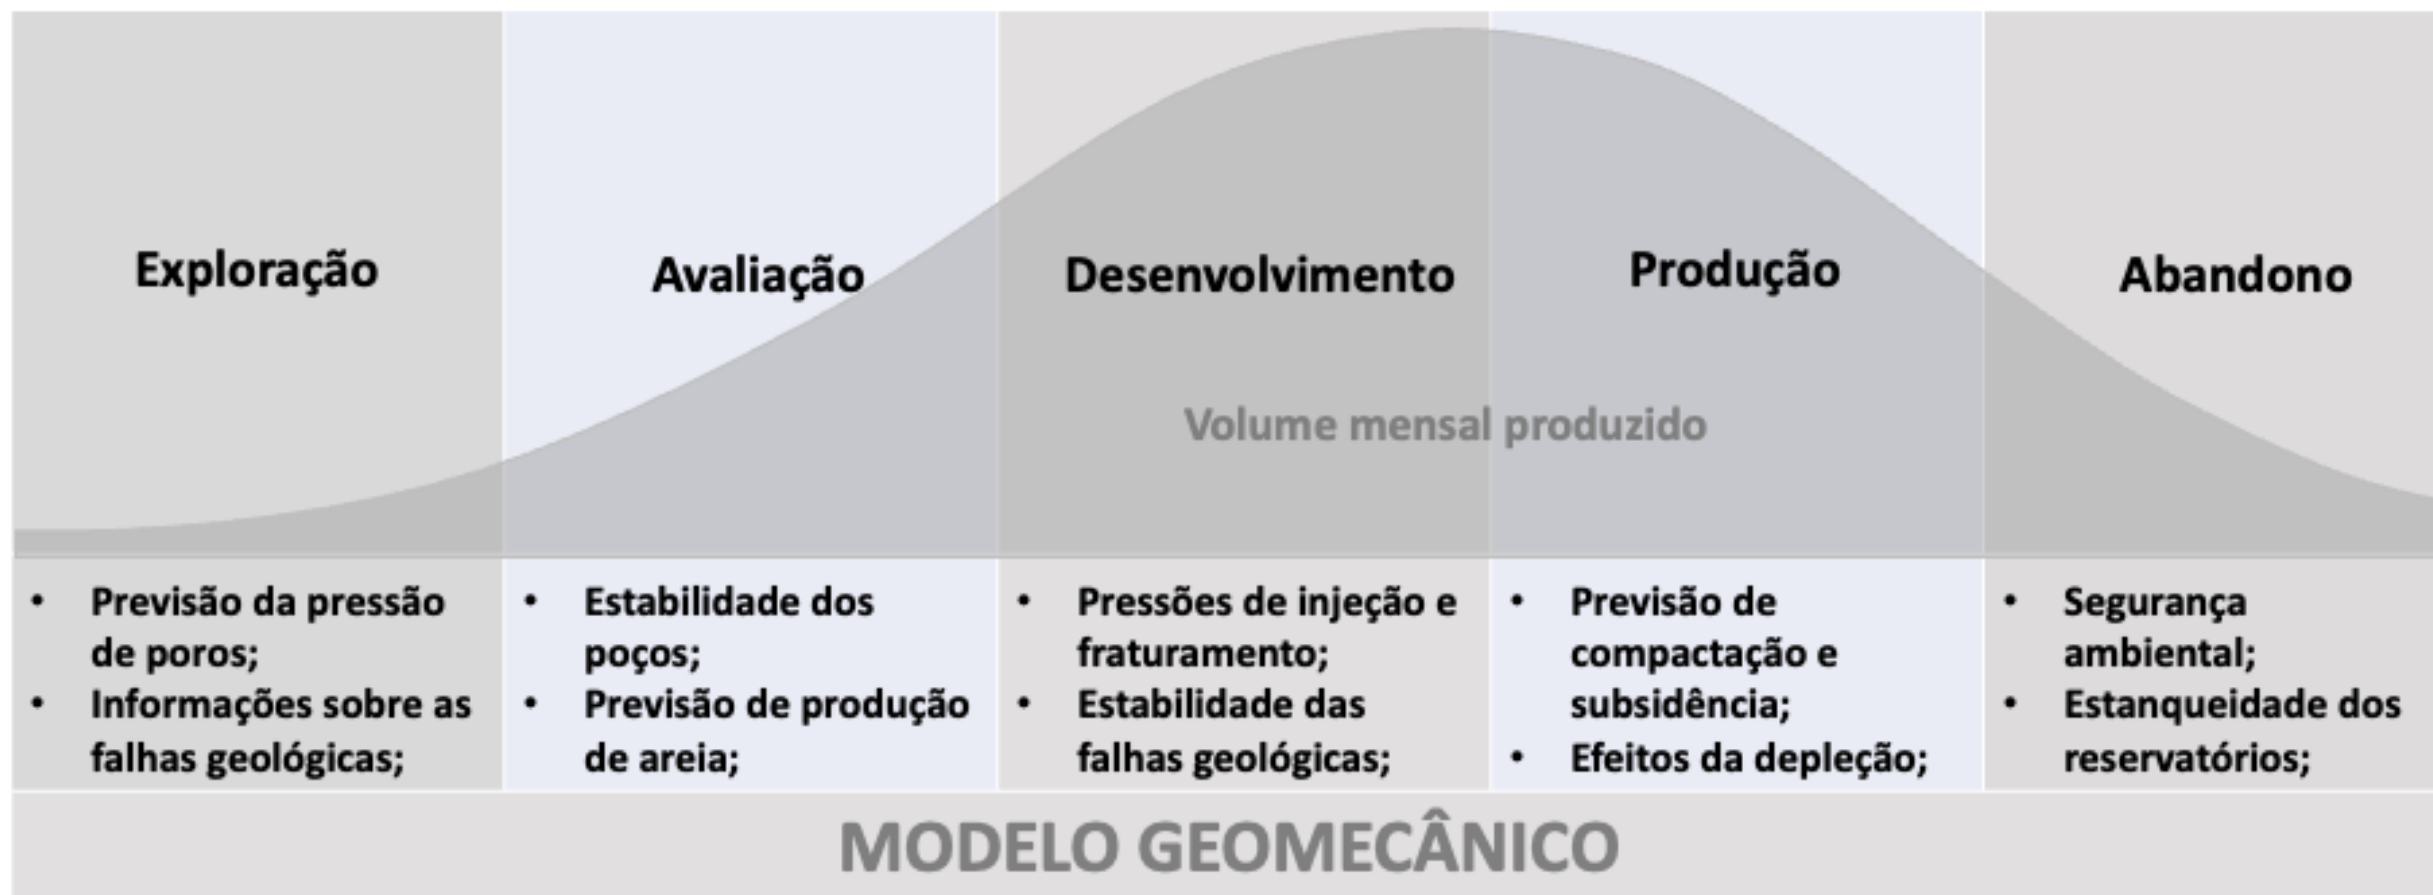 Exploração
Avaliação
Desenvolvimento
Produção
Abandono
Volume mensal produzido
• Previsão da pressão
de poros;
• Informações sobre as
falhas geológicas;
• Estabilidade dos
poços;
• Previsão de produção
de areia;
• Pressões de injeção e
fraturamento;
• Estabilidade das
falhas geológicas;
• Previsão de
compactação e
subsidência;
• Efeitos da depleção;
• Segurança
ambiental;
• Estanqueidade dos
reservatórios;
MODELO GEOMECÂNICO